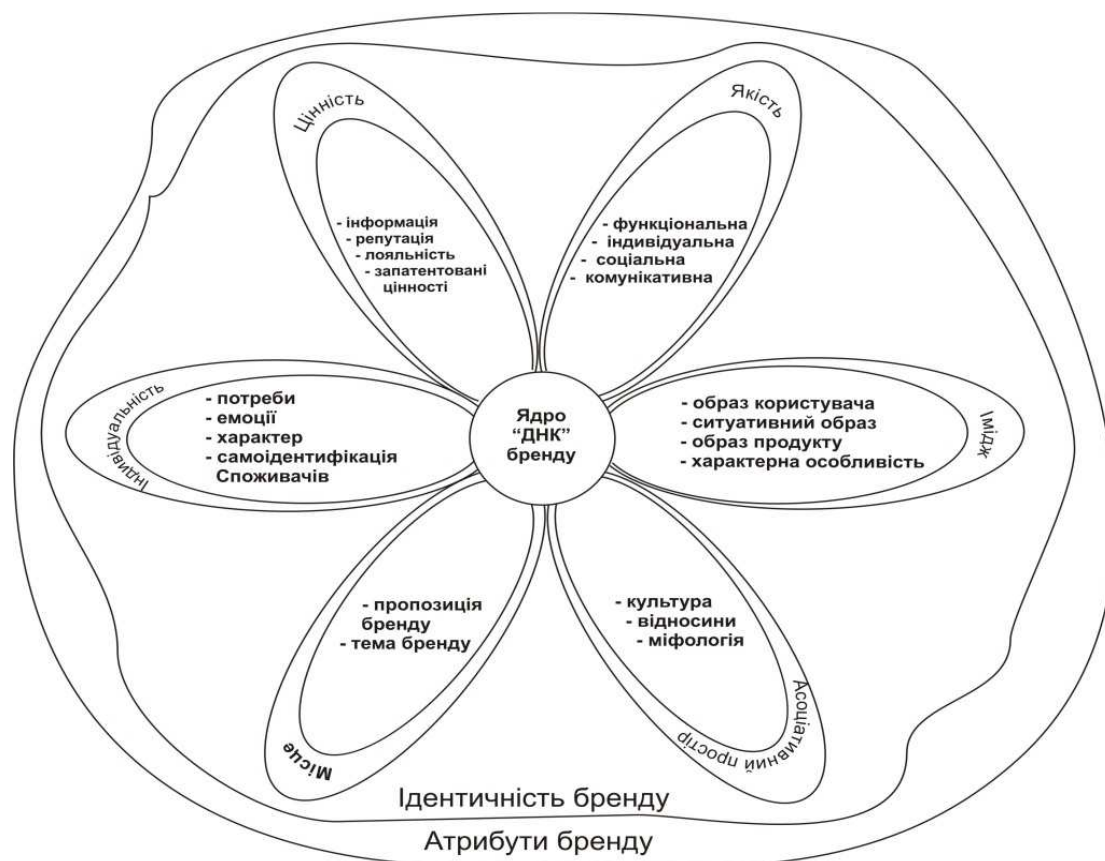 Цінність
- інформація
- репутація
- лояльність
- запатентовані
цінності
Якість
- функціональна
- індивидуальна
- соціальна
- комунікативна
Індивидуальність
- потреби
- емоції
- характер
- самоідентифікація
Споживачів
Ядро
“ДНК”
бренду
- образ користувача
- ситуативний образ
- образ продукту
- характерна особливість
Імідж
- пропозиція
бренду
- тема бренду
Місце
- культура
- відносини
- міфологія
Асоціативний простір
Ідентичність бренду
Атрибути бренду